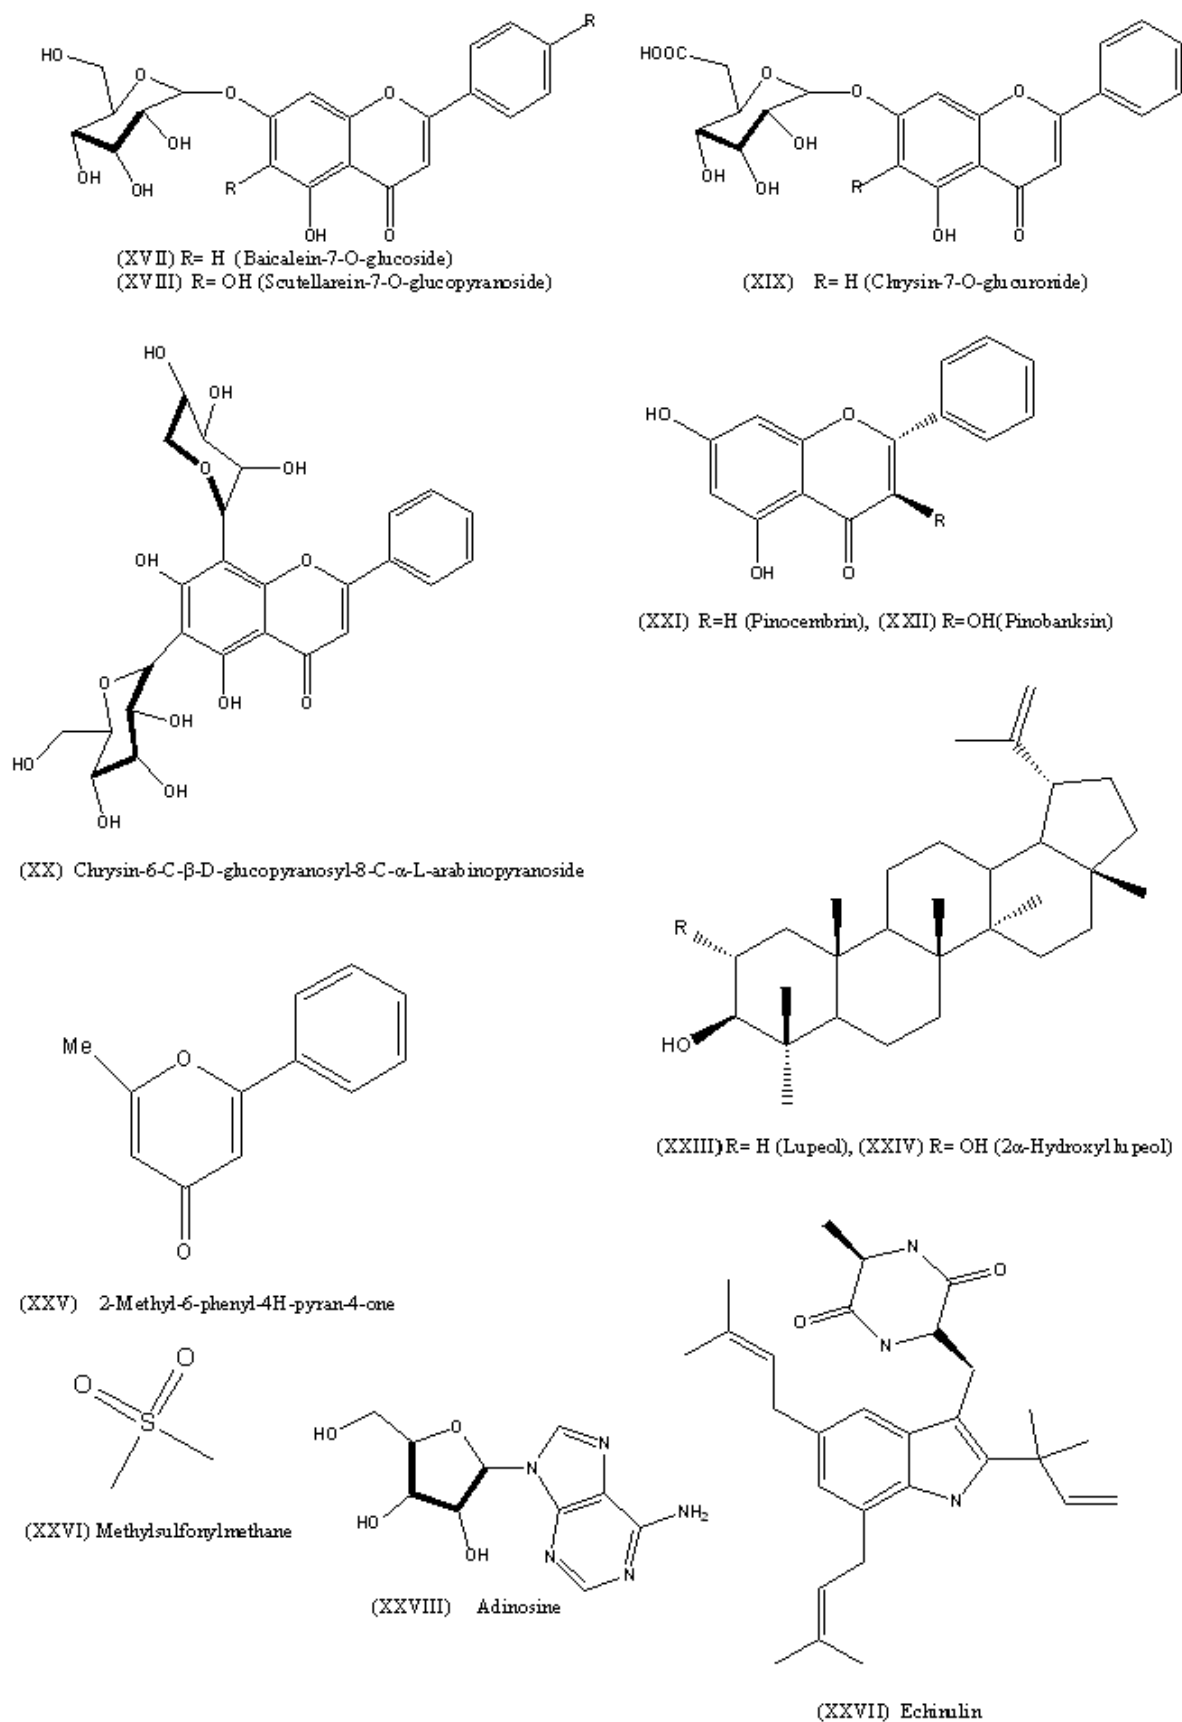 HO
O
O
O
R
OH
OH
OH
R
OH
O
(XVII) R= H (Baicalein-7-O-glucoside)
(XVIII) R= OH (Scutellarein-7-O-glucopyranoside)
HOOC
O
O
O
OH
OH
OH
R
OH
O
(XIX) R= H (Chrysin-7-O-glucuronide)
HO
OH
O
OH
OH
O
O
OH
OH
O
HO
OH
OH
(XX) Chrysin-6-C-β-D-glucopyranosyl-8-C-α-L-arabinopyranoside
HO
O
R
OH
O
(XXI) R=H (Pinocembrin), (XXII) R=OH(Pinobanksin)
R
HO
(XXIII) R= H (Lupeol), (XXIV) R= OH (2α-Hydroxyl lupeol)
Me
O
O
(XXV) 2-Methyl-6-phenyl-4H-pyran-4-one
O
O
S
(XXVI) Methylsulfonylmethane
HO
O
N
N
HO
OH
N
N
NH2
(XXVIII) Adinosine
N
O
O
N
N
(XXVII) Echinulin